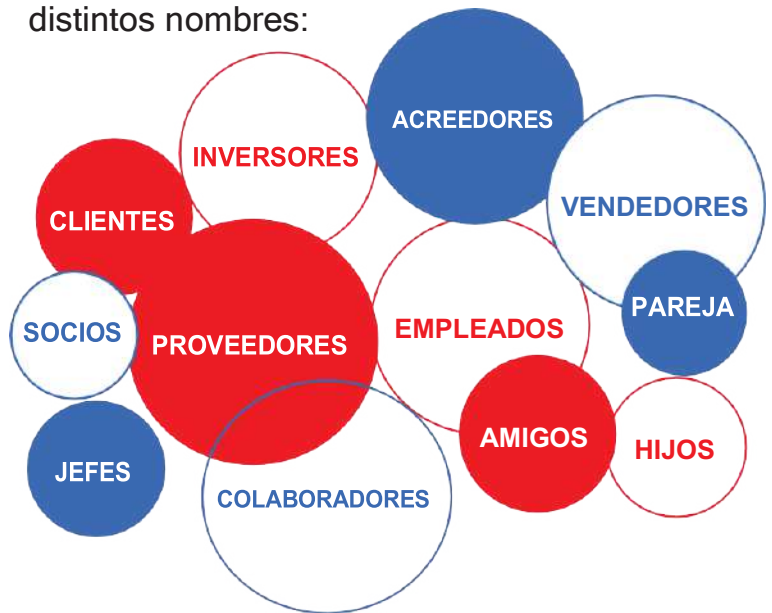 distintos nombres:
ACREEDORES
INVERSORES
VENDEDORES
CLIENTES
PAREJA
SOCIOS
PROVEEDORES
EMPLEADOS
AMIGOS
HIJOS
JEFES
COLABORADORES